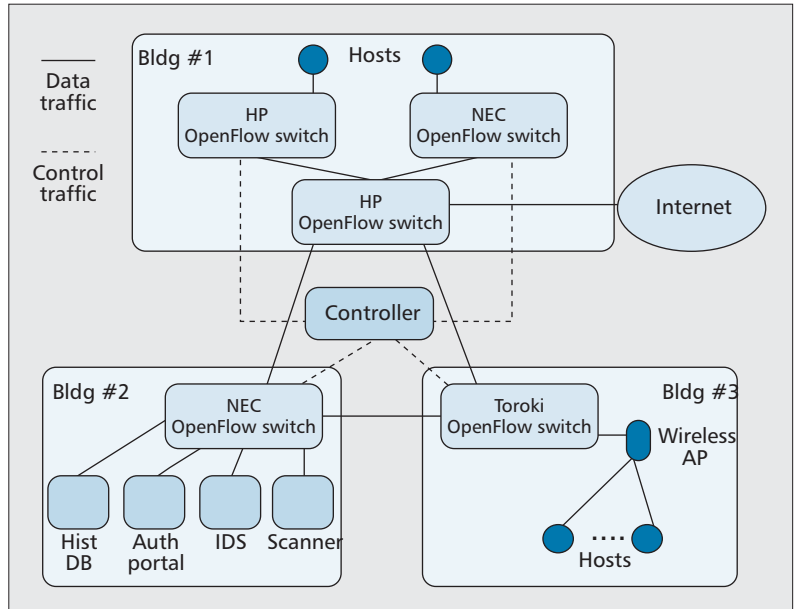 Bldg #1
Hosts
Data
traffic
Control
traffic
HP
OpenFlow switch
NEC
OpenFlow switch
HP
OpenFlow switch
Internet
Controller
Bldg #2
NEC
OpenFlow switch
Hist
DB
Auth
portal
IDS
Scanner
Bldg #3
Toroki
OpenFlow switch
Wireless
AP
Hosts